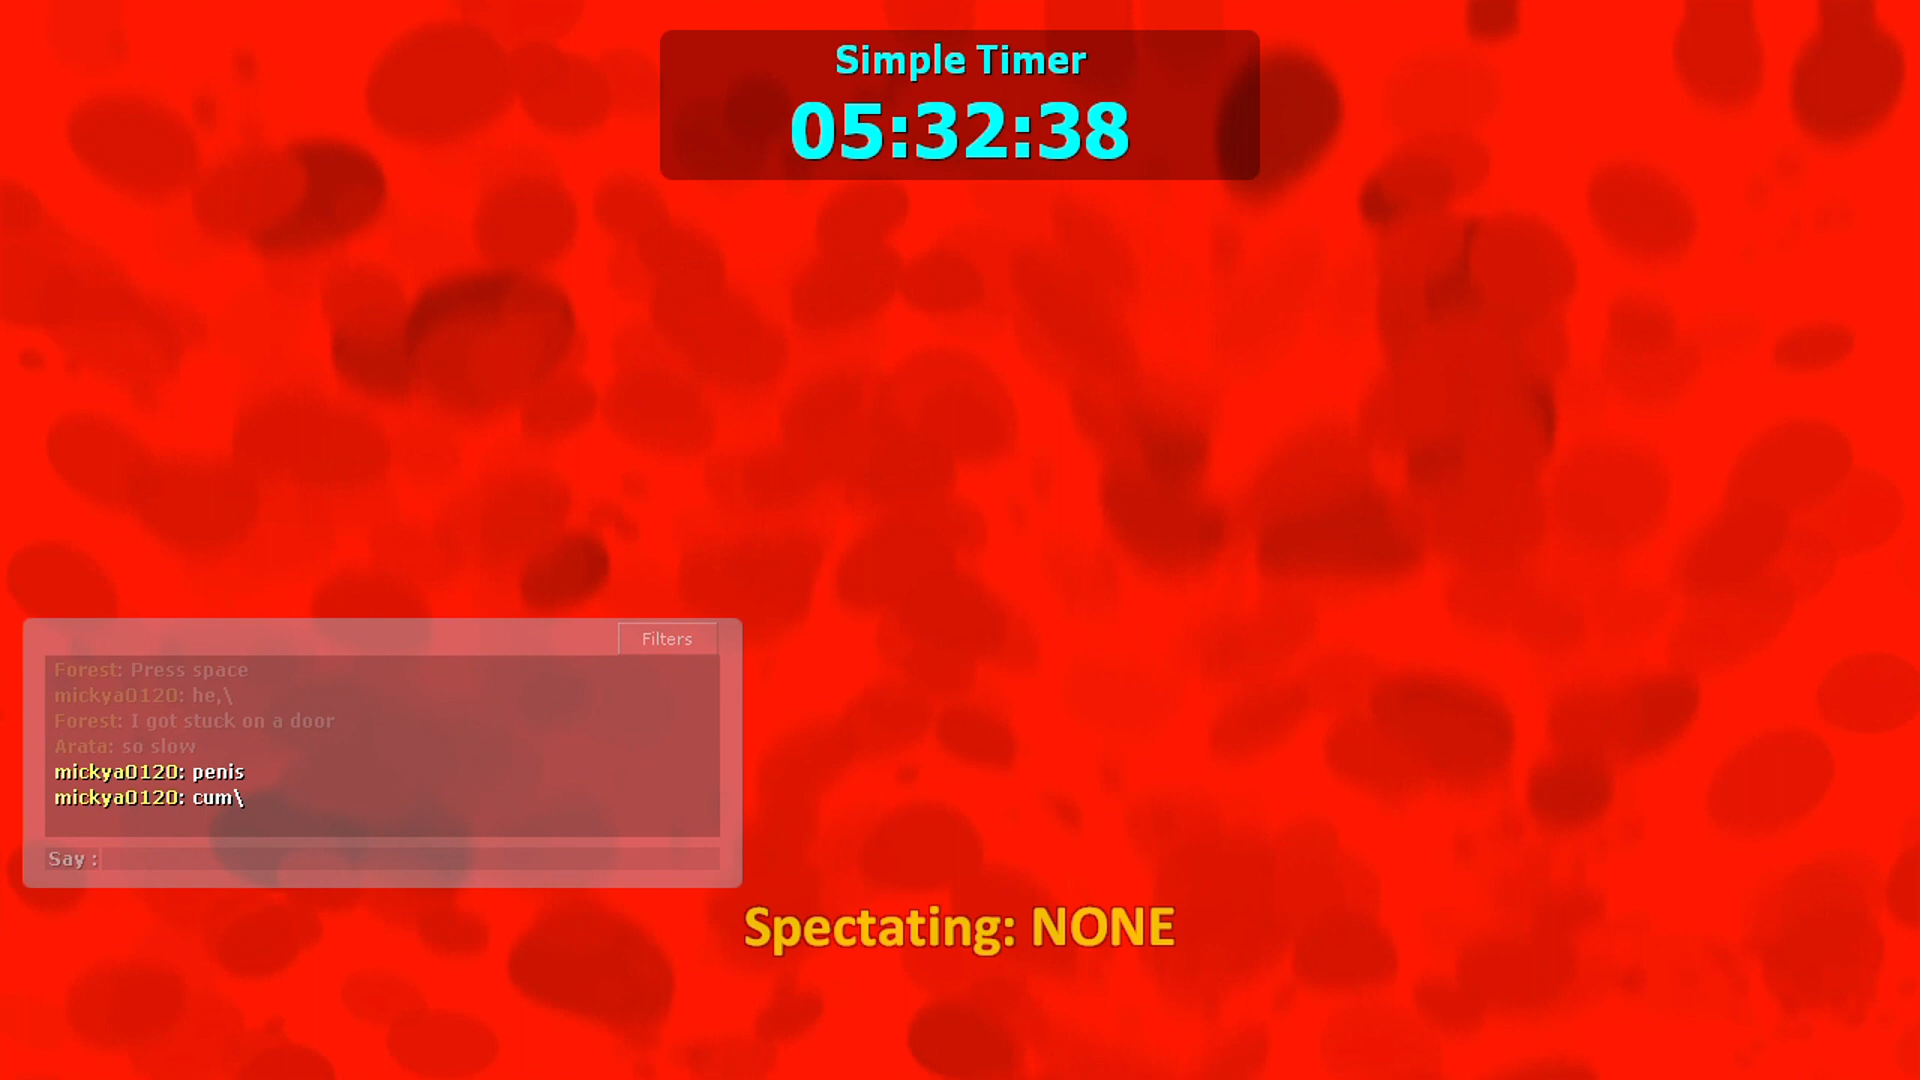 Simple Timer
05:32:38
Filters
Forest: Press space
mickya0120: he,\
Forest: I got stuck on a door
Arata: so slow
mickya0120: penis
mickya0120: cum\
Say :
Spectating: NONE